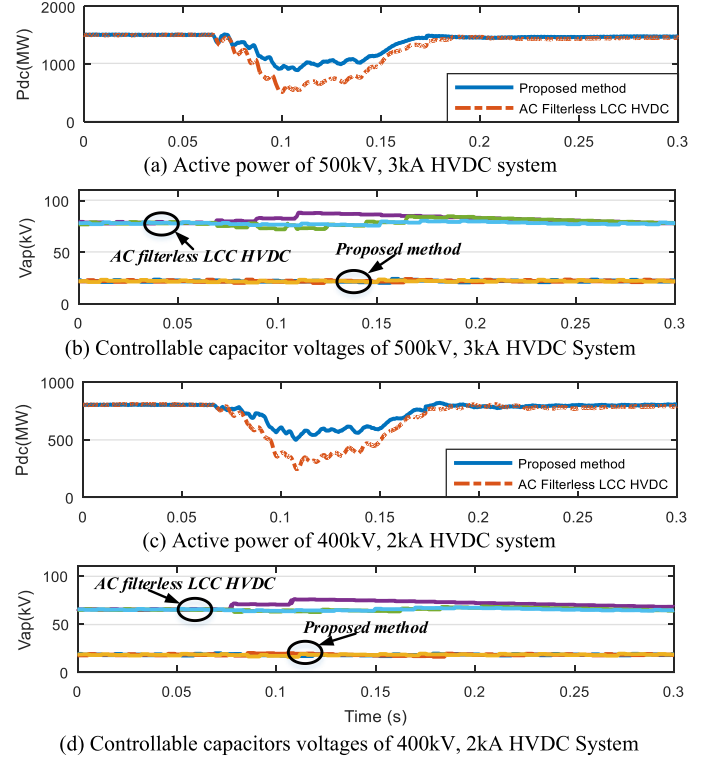 2000
1000
0
Pdc(MW)
Proposed method
AC Filterless LCC HVDC
0 0.05 0.1 0.15 0.2 0.25 0.3
(a) Active power of 500kV, 3kA HVDC system
100
50
0
Vap(kV)
AC filterless LCC HVDC
Proposed method
0 0.05 0.1 0.15 0.2 0.25 0.3
(b) Controllable capacitor voltages of 500kV, 3kA HVDC System
1000
500
0
Pdc(MW)
Proposed method
AC Filterless LCC HVDC
0 0.05 0.1 0.15 0.2 0.25 0.3
(c) Active power of 400kV, 2kA HVDC system
100
50
0
Vap(kV)
AC filterless LCC HVDC
Proposed method
0 0.05 0.1 0.15 0.2 0.25 0.3
Time (s)
(d) Controllable capacitors voltages of 400kV, 2kA HVDC System